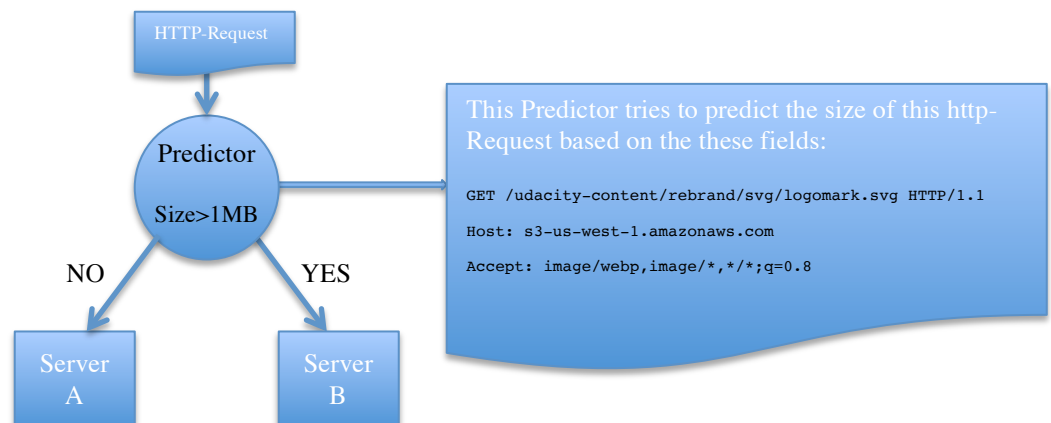 HTTP-Request
Predictor
Size>1MB
NO
YES
Server
A
Server
B
This Predictor tries to predict the size of this http-
Request based on the these fields:
GET /udacity-content/rebrand/svg/logomark.svg HTTP/1.1
Host: s3-us-west-1.amazonaws.com
Accept: image/webp,image/*,*/*;q=0.8